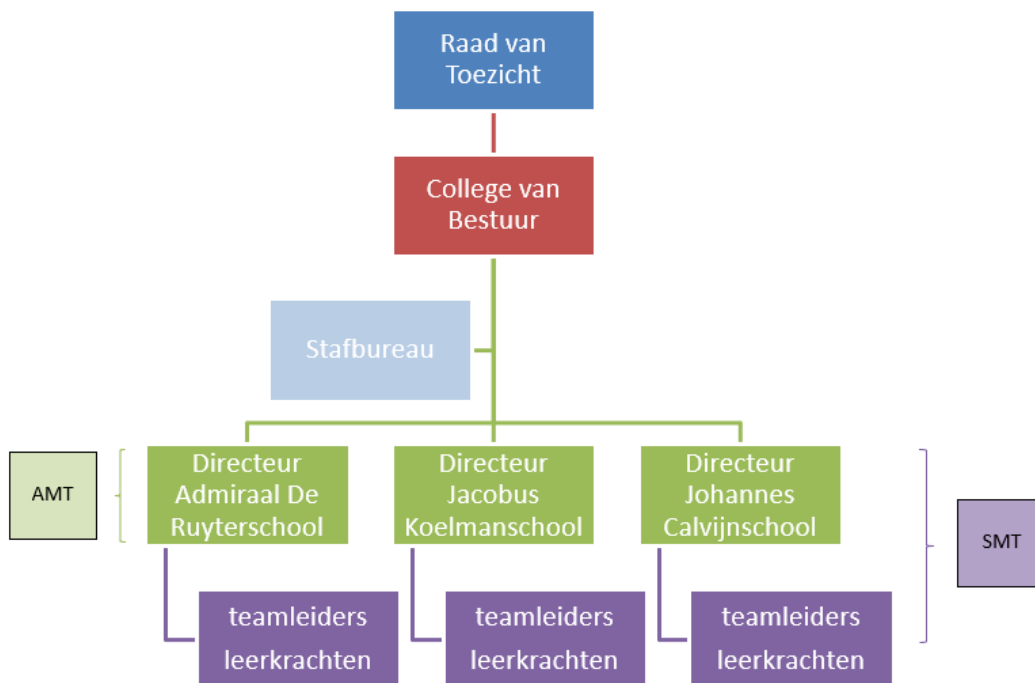 Raad van
Toezicht
College van
Bestuur
Stafbureau
AMT
Directeur
Admiraal De
Ruyterschool
Directeur
Jacobus
Koelmanschool
Directeur
Johannes
Calvijnschool
SMT
teamleiders
leerkrachten
teamleiders
leerkrachten
teamleiders
leerkrachten